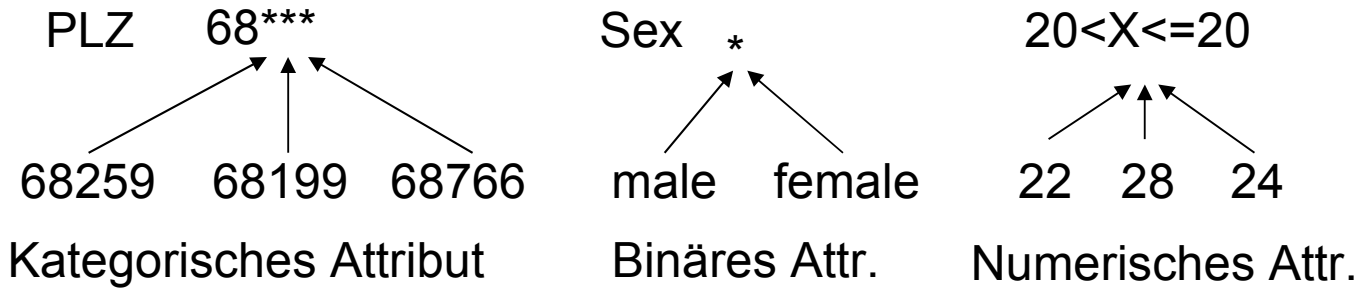 PLZ 68*** Sex * 20<X<=20
68259 68199 68766 male female 22 28 24
Kategorisches Attribut Binäres Attr. Numerisches Attr.